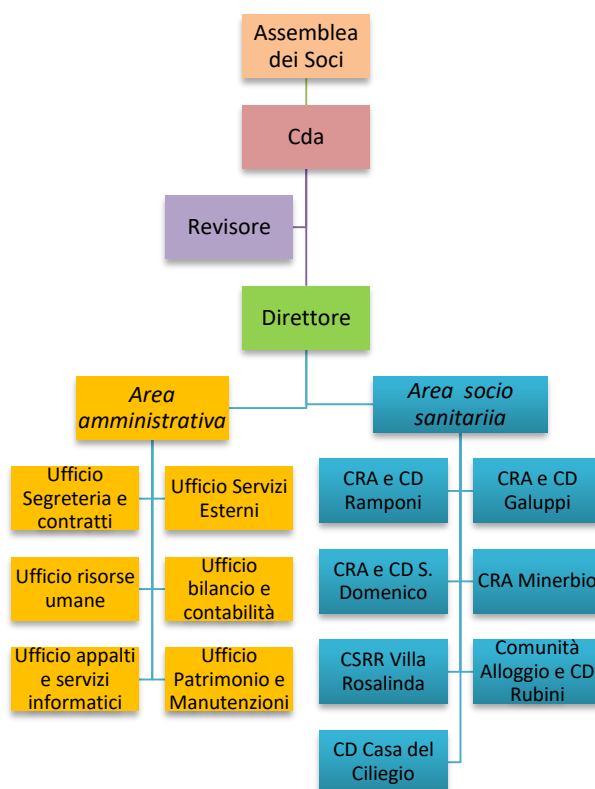 Assemblea
dei Soci
Cda
Revisore
Direttore
Area
amministrativa
Area socio
sanitariia
Ufficio
Segreteria e
contratti
Ufficio Servizi
Esterni
CRA e CD
Ramponi
CRA e CD
Galuppi
Ufficio risorse
umane
Ufficio
bilancio e
contabilità
CRA e CD S.
Domenico
CRA Minerbio
Ufficio appalti
e servizi
informatici
Ufficio
Patrimonio e
Manutenzioni
CSRR Villa
Rosalinda
Comunità
Alloggio e CD
Rubini
CD Casa del
Ciliegio